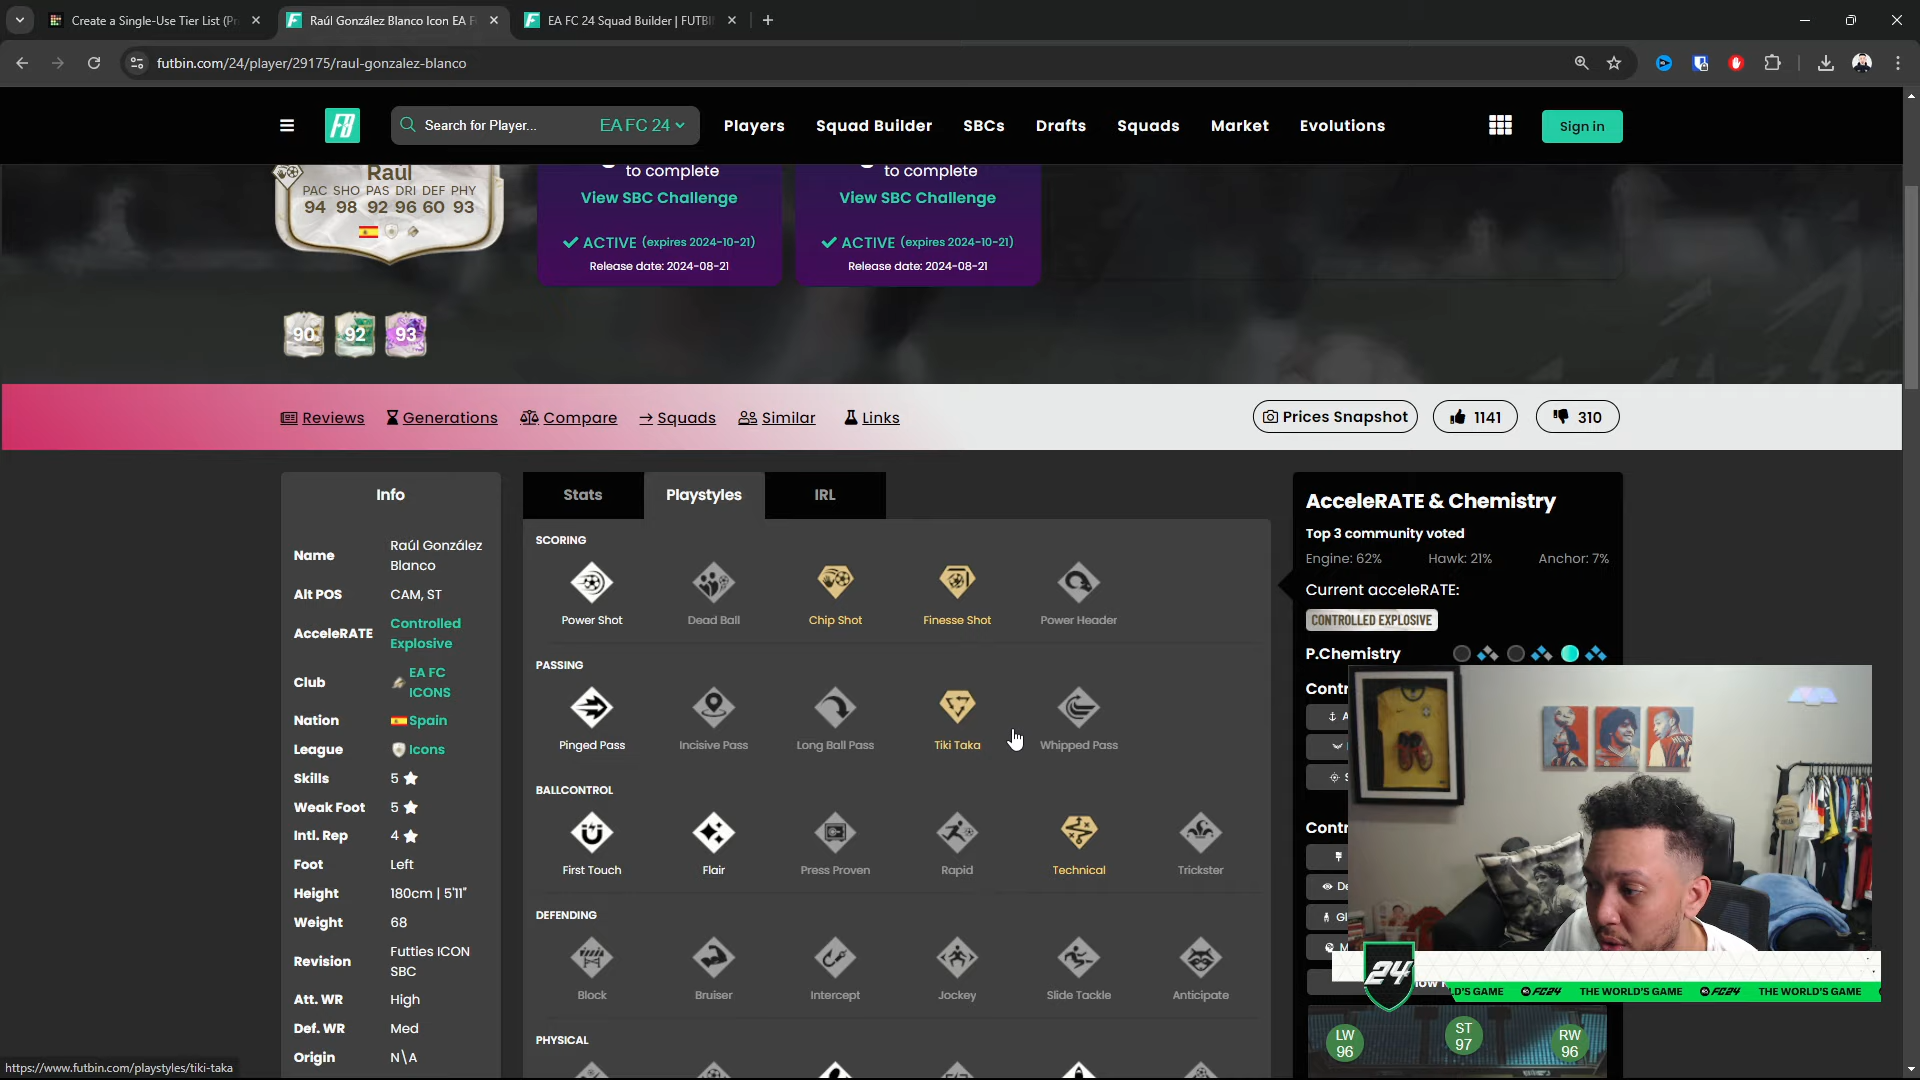 Create a Single-Use Tier List (Pr
Raúl González Blanco Icon EA F
EA FC 24 Squad Builder | FUTBI
futbin.com/24/player/29175/raul-gonzalez-blanco
Search for Player...
EA FC 24
Players
Squad Builder
SBCs
Drafts
Squads
Market
Evolutions
Sign in
Raúl
PAC SHO PAS DRI DEF PHY
94 98 92 96 60 93
to complete
View SBC Challenge
ACTIVE (expires 2024-10-21)
Release date: 2024-08-21
to complete
View SBC Challenge
ACTIVE (expires 2024-10-21)
Release date: 2024-08-21
90
92
93
Reviews
Generations
Compare
Squads
Similar
Links
Prices Snapshot
1141
310
Info
Name
Raúl González
Blanco
Alt POS
CAM, ST
AcceleRATE
Controlled
Explosive
Club
EA FC
ICONS
Nation
Spain
League
Icons
Skills
5
Weak Foot
5
Intl. Rep
4
Foot
Left
Height
180cm | 5'11"
Weight
68
Revision
Futties ICON
SBC
Att. WR
High
Def. WR
Med
Origin
N\A
Stats
Playstyles
IRL
SCORING
Power Shot
Dead Ball
Chip Shot
Finesse Shot
Power Header
PASSING
Pinged Pass
Incisive Pass
Long Ball Pass
Tiki Taka
Whipped Pass
BALLCONTROL
First Touch
Flair
Press Proven
Rapid
Technical
Trickster
DEFENDING
Block
Bruiser
Intercept
Jockey
Slide Tackle
Anticipate
PHYSICAL
AcceleRATE & Chemistry
Top 3 community voted
Engine: 62%
Hawk: 21%
Anchor: 7%
Current acceleRATE:
CONTROLLED EXPLOSIVE
P.Chemistry
Contr
A
S
Contr
De
Gl
M
24
LD'S GAME
FC24
THE WORLD'S GAME
FC24
THE WORLD'S GAME
LW
96
ST
97
RW
96
https://www.futbin.com/playstyles/tiki-taka